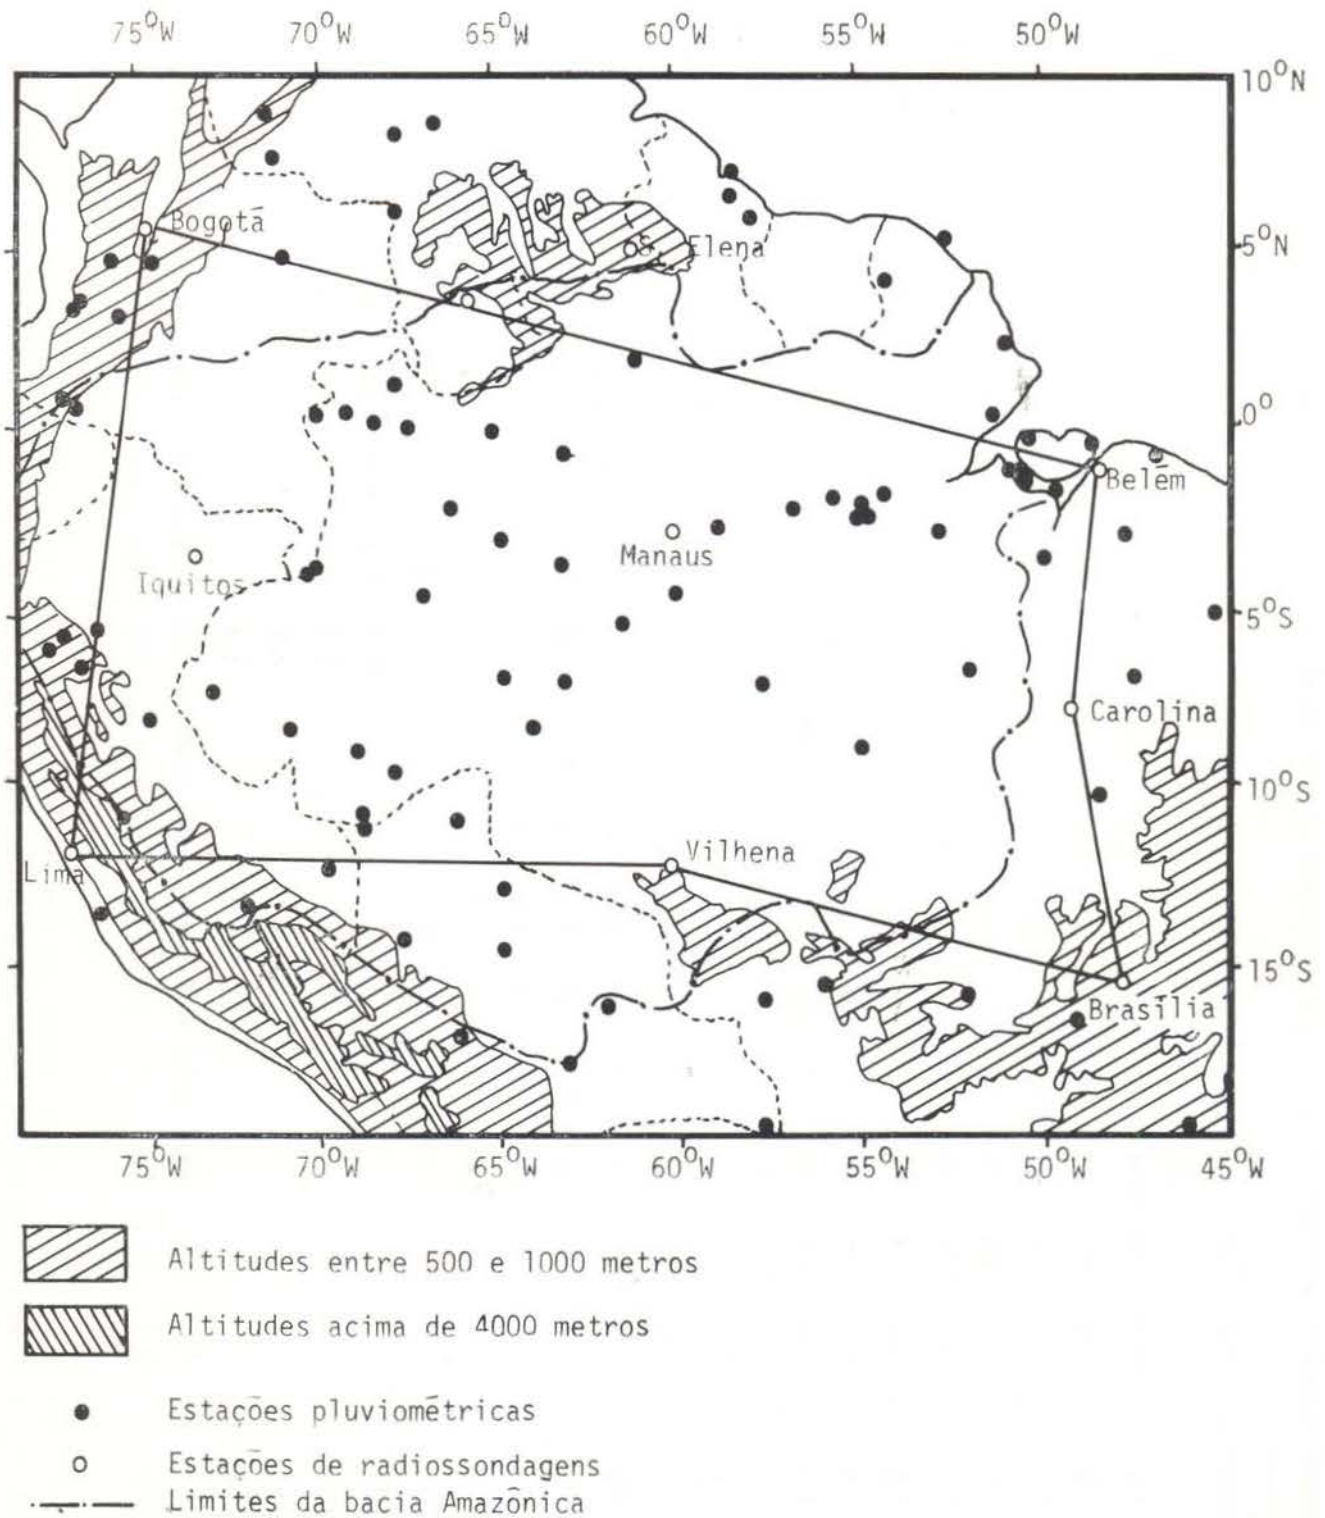 75°W 70°W 65°W 60°W 55°W 50°W
10°N
Bogotá
5°N
S. Elena
0°
Belém
Manaus
Iquitos
5°S
Carolina
10°S
Vilhena
Lima
15°S
Brasília
75°W 70°W 65°W 60°W 55°W 50°W 45°W
Altitudes entre 500 e 1000 metros
Altitudes acima de 4000 metros
Estações pluviométricas
Estações de radiossondagens
Limites da bacia Amazônica